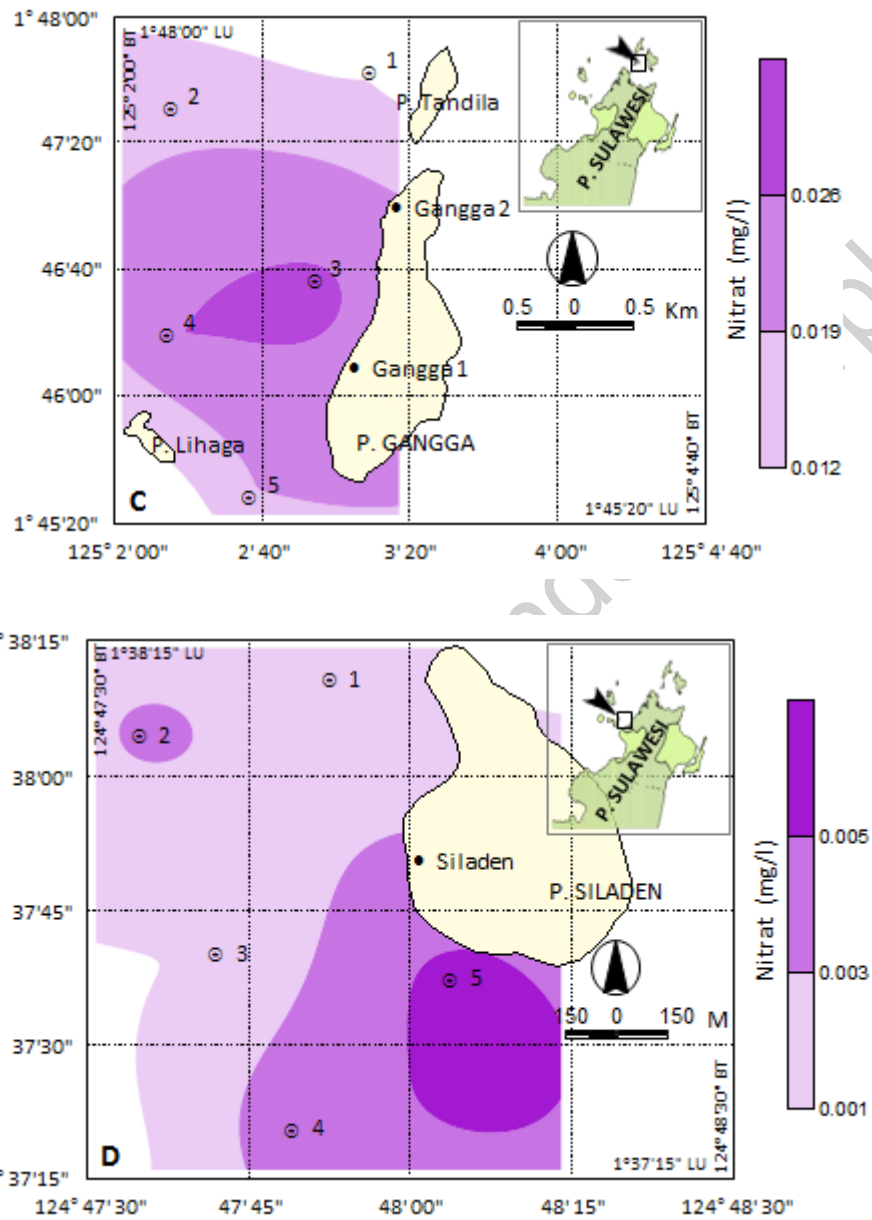 1° 48'00"
1°48'00" LU
125°2'00" BT
1
2
P. Tandila
47'20"
Gangga2
46'40"
3
4
Gangga1
46'00"
P. Lihaga
P. GANGGA
5
C
1°45'20" LU
125°4'40" BT
1° 45'20"
125° 2'00"
2'40"
3'20"
4'00"
125° 4'40"
P. SULAWESI
0.5 0 0.5 Km
Nitrat (mg/l)
0.026
0.019
0.012
° 38'15"
1°38'15" LU
124°47'30" BT
1
2
38'00"
Siladen
P. SILADEN
37'45"
3
5
37'30"
4
D
1°37'15" LU
124°48'30" BT
° 37'15"
124° 47'30"
47'45"
48'00"
48'15"
124° 48'30"
P. SULAWESI
150 0 150 M
Nitrat (mg/l)
0.005
0.003
0.001